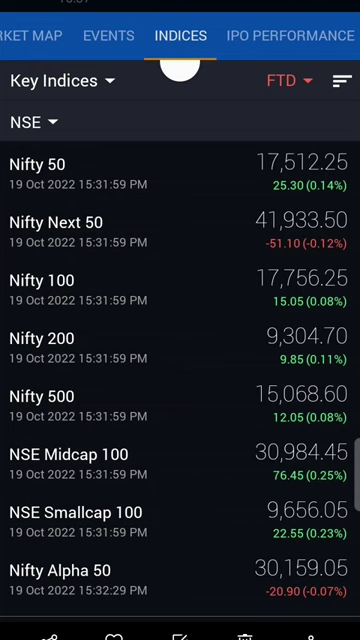 RKET MAP EVENTS INDICES IPO PERFORMANCE
Key Indices FTD
NSE
Nifty 50 17,512.25
19 Oct 2022 15:31:59 PM 25.30 (0.14%)
Nifty Next 50 41,933.50
19 Oct 2022 15:31:59 PM -51.10 (-0.12%)
Nifty 100 17,756.25
19 Oct 2022 15:31:59 PM 15.05 (0.08%)
Nifty 200 9,304.70
19 Oct 2022 15:31:59 PM 9.85 (0.11%)
Nifty 500 15,068.60
19 Oct 2022 15:31:59 PM 12.05 (0.08%)
NSE Midcap 100 30,984.45
19 Oct 2022 15:31:59 PM 76.45 (0.25%)
NSE Smallcap 100 9,656.05
19 Oct 2022 15:31:59 PM 22.55 (0.23%)
Nifty Alpha 50 30,159.05
19 Oct 2022 15:32:29 PM -20.90 (-0.07%)